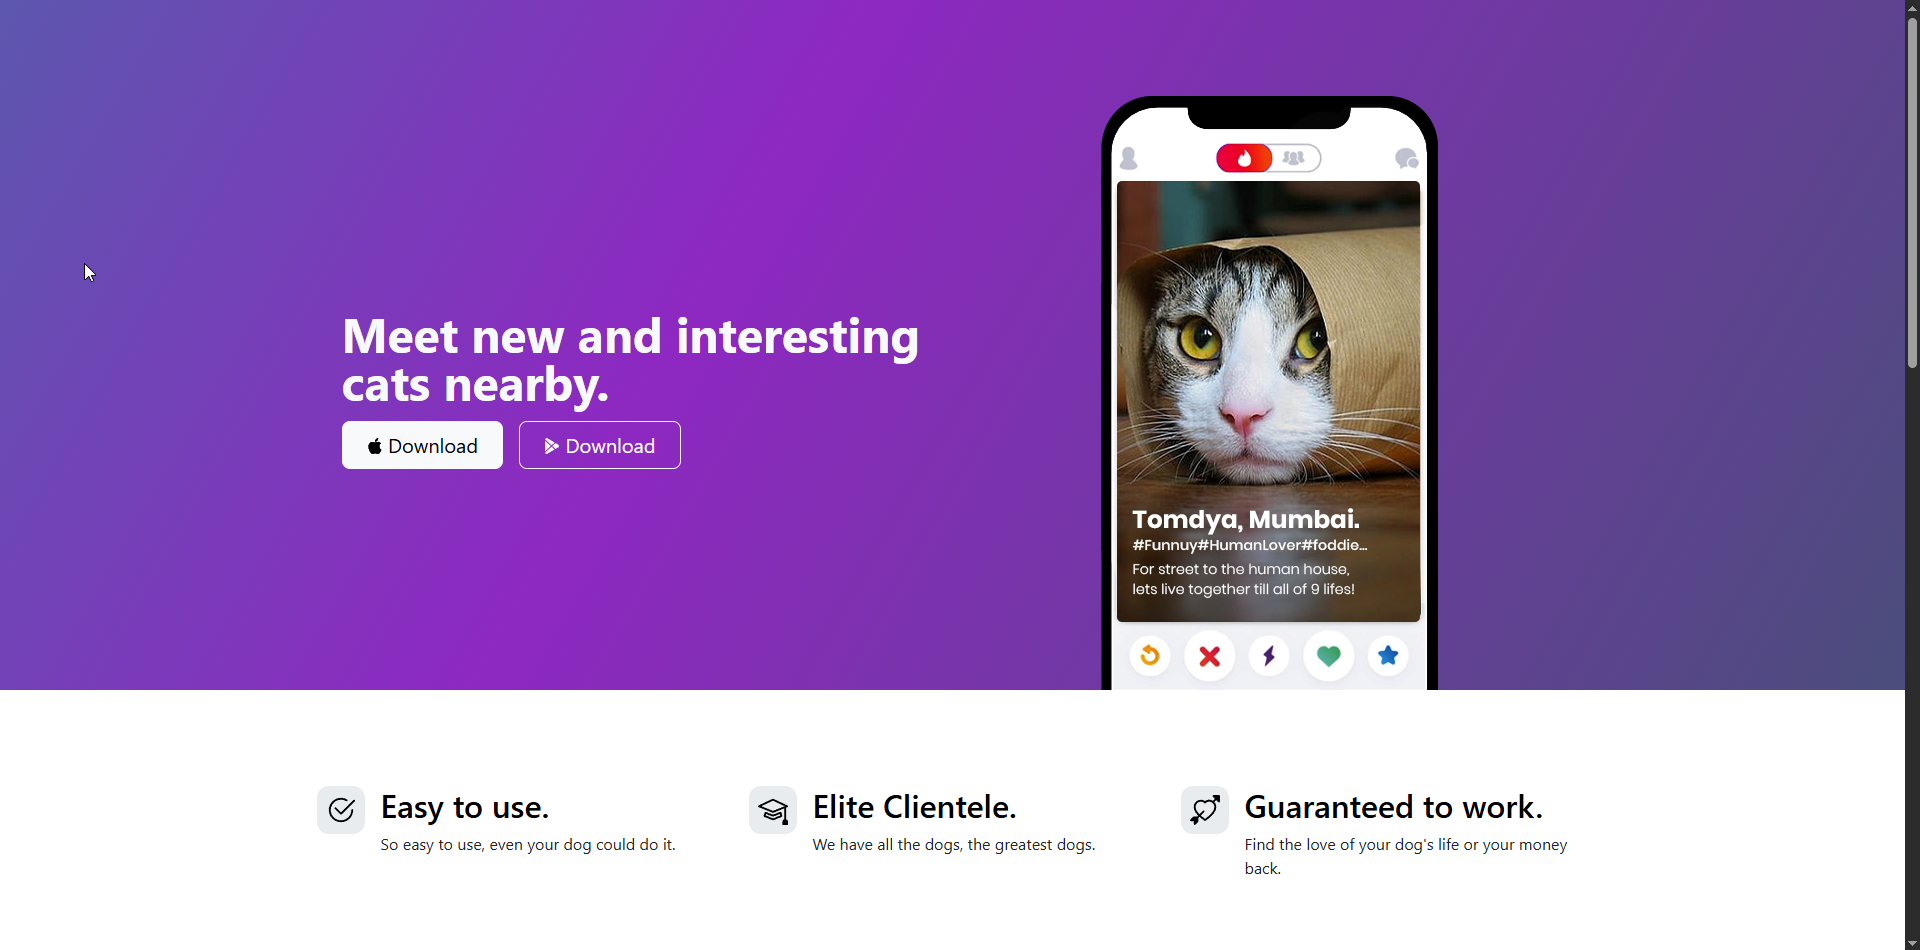 Meet new and interesting
cats nearby.
Download
Download
Tomdya, Mumbai.
#Funnuy#HumanLover#foddie...
For street to the human house,
lets live together till all of 9 lifes!
Easy to use.
So easy to use, even your dog could do it.
Elite Clientele.
We have all the dogs, the greatest dogs.
Guaranteed to work.
Find the love of your dog's life or your money
back.